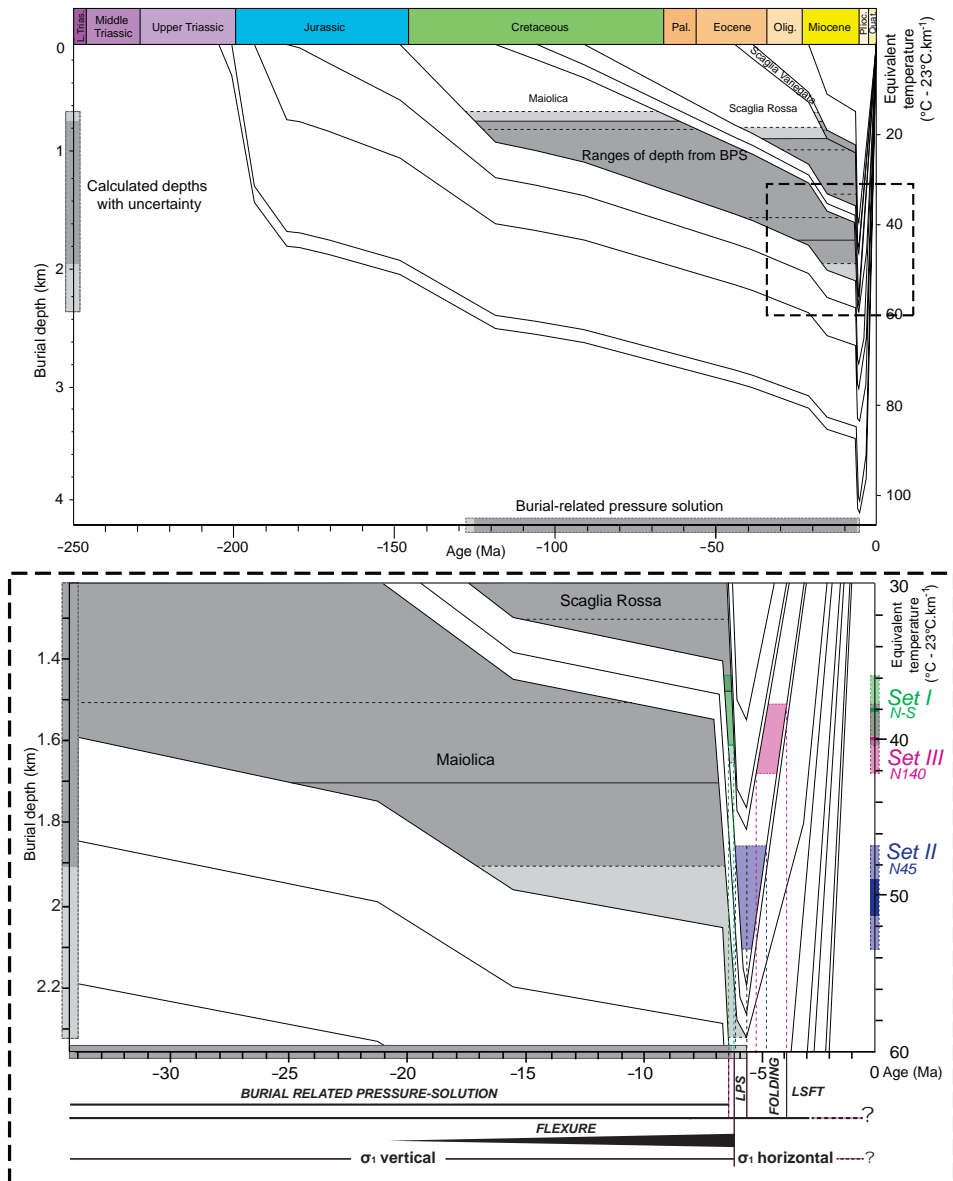 L. Trias.
Middle
Triassic
Upper Triassic
Jurassic
Cretaceous
Pal.
Eocene
Olig.
Miocene
Plioc.
Quat.
0
1
2
3
4
Burial depth (km)
Calculated depths
with uncertainty
Maiolica
Scaglia Rossa
Scaglia Variegata
Ranges of depth from BPS
Burial-related pressure solution
Equivalent
temperature
(°C - 23°C.km⁻¹)
20
40
60
80
100
−250
−200
−150
−100
−50
0
Age (Ma)
1.4
1.6
1.8
2
2.2
Burial depth (km)
Scaglia Rossa
Maiolica
30
Equivalent
temperature
(°C - 23°C.km⁻¹)
Set I
N-S
40
Set III
N140
Set II
N45
50
60
−30
−25
−20
−15
−10
−5
0 Age (Ma)
BURIAL RELATED PRESSURE-SOLUTION
LPS
FOLDING
LSFT
?
FLEXURE
σ1 vertical
σ1 horizontal
?